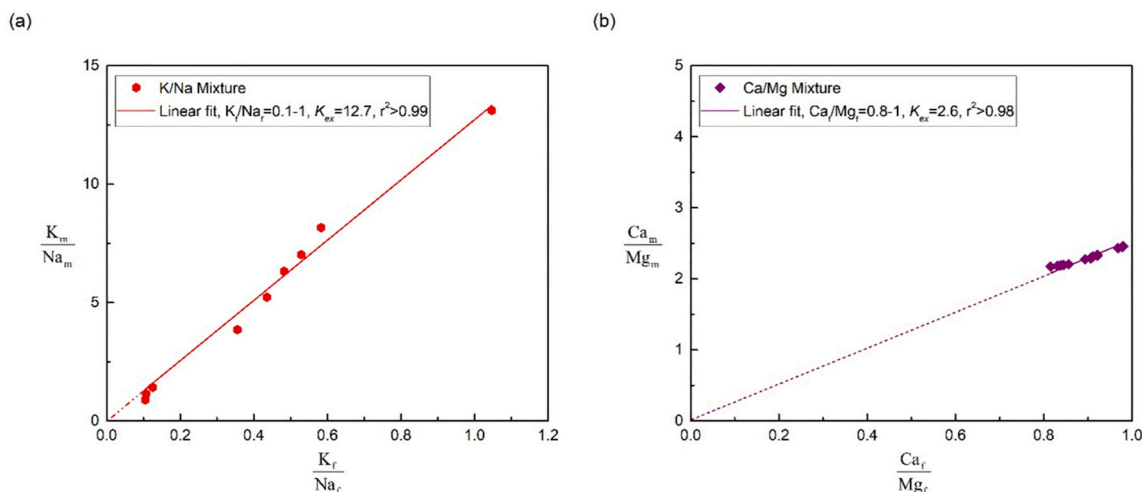 (a)
15
10
5
0
0.0
0.2
0.4
0.6
0.8
1.0
1.2
K/Na Mixture
Linear fit, Kf/Naf=0.1-1, Kex=12.7, r²>0.99
Km
Nam
Kf
Naf
(b)
5
4
3
2
1
0
0.0
0.2
0.4
0.6
0.8
1.0
Ca/Mg Mixture
Linear fit, Caf/Mgf=0.8-1, Kex=2.6, r²>0.98
Cam
Mgm
Caf
Mgf